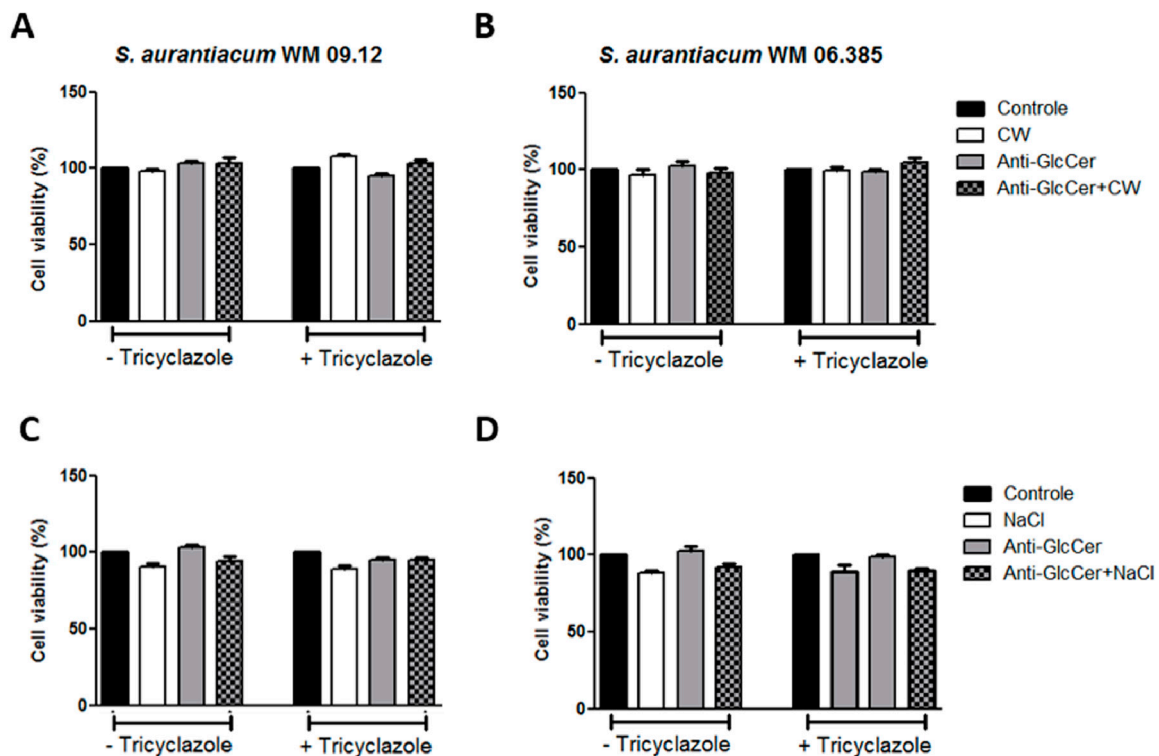 A
S. aurantiacum WM 09.12
Cell viability (%)
150
100
50
0
- Tricyclazole
+ Tricyclazole
B
S. aurantiacum WM 06.385
Cell viability (%)
150
100
50
0
- Tricyclazole
+ Tricyclazole
Controle
CW
Anti-GlcCer
Anti-GlcCer+CW
C
Cell viability (%)
150
100
50
0
- Tricyclazole
+ Tricyclazole
D
Cell viability (%)
150
100
50
0
- Tricyclazole
+ Tricyclazole
Controle
NaCl
Anti-GlcCer
Anti-GlcCer+NaCl